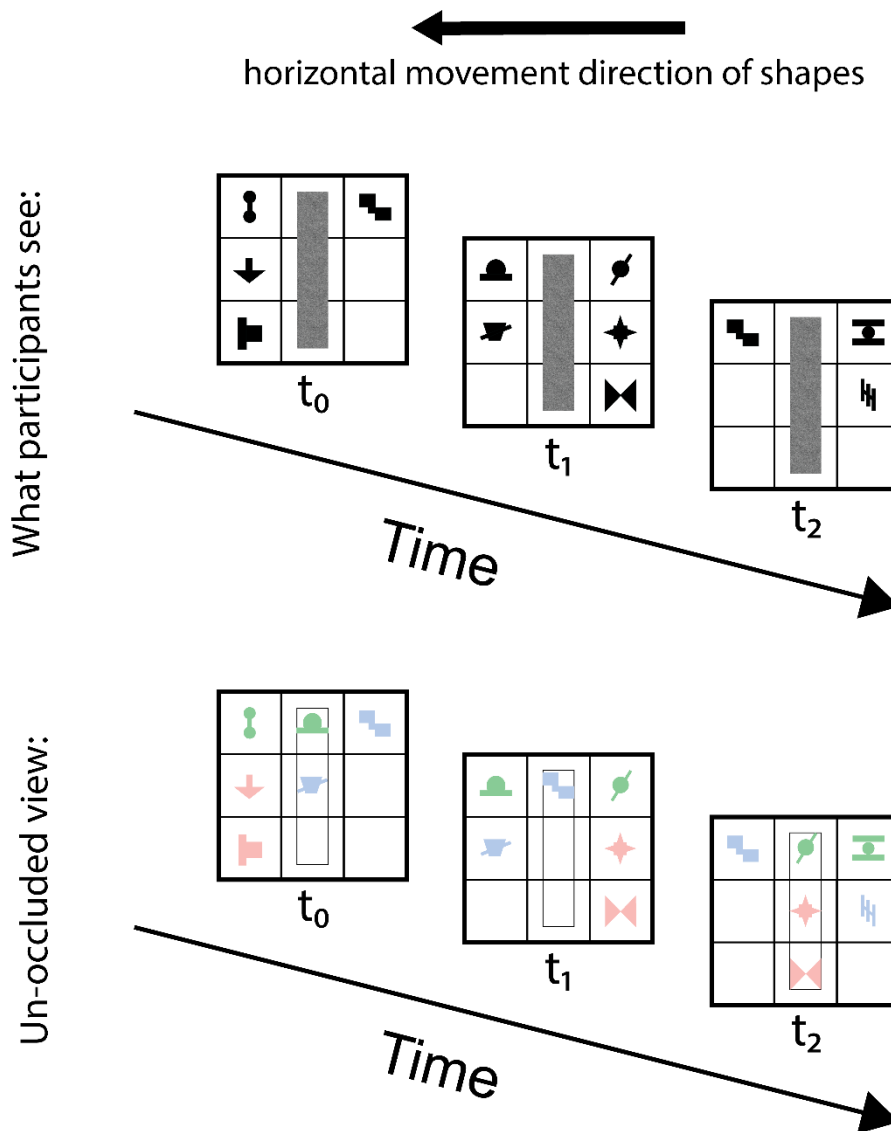 horizontal movement direction of shapes
What participants see:
t₀
t₁
t₂
Time
Un-occluded view:
t₀
t₁
t₂
Time